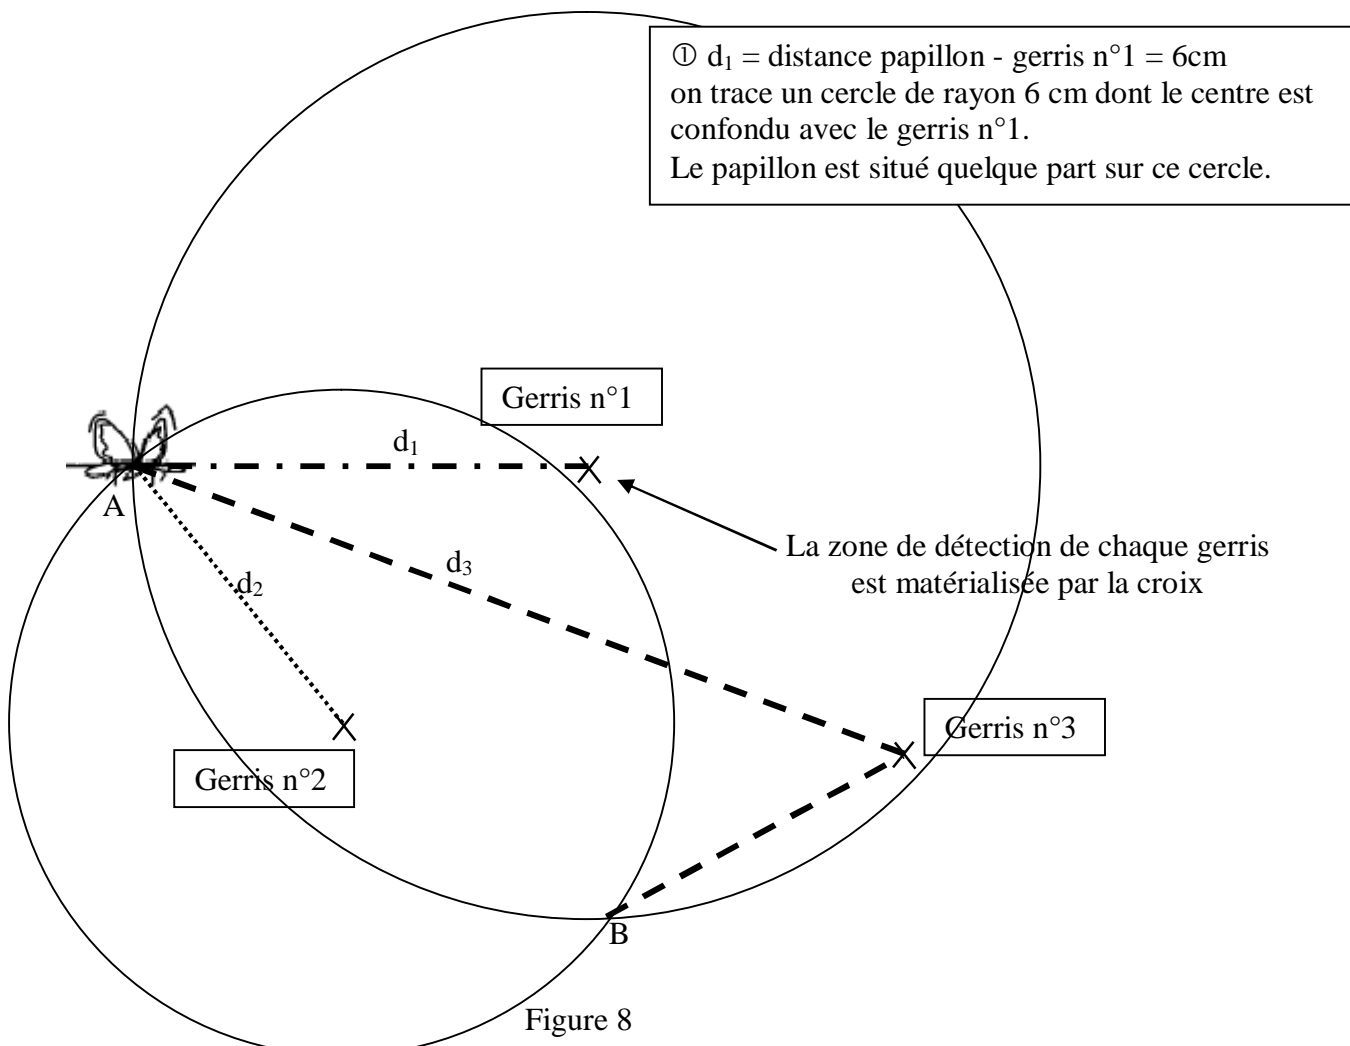 ① d₁ = distance papillon - gerris n°1 = 6cm
on trace un cercle de rayon 6 cm dont le centre est
confondu avec le gerris n°1.
Le papillon est situé quelque part sur ce cercle.
Gerris n°1
d₁
A
La zone de détection de chaque gerris
est matérialisée par la croix
d₃
d₂
Gerris n°3
Gerris n°2
B
Figure 8